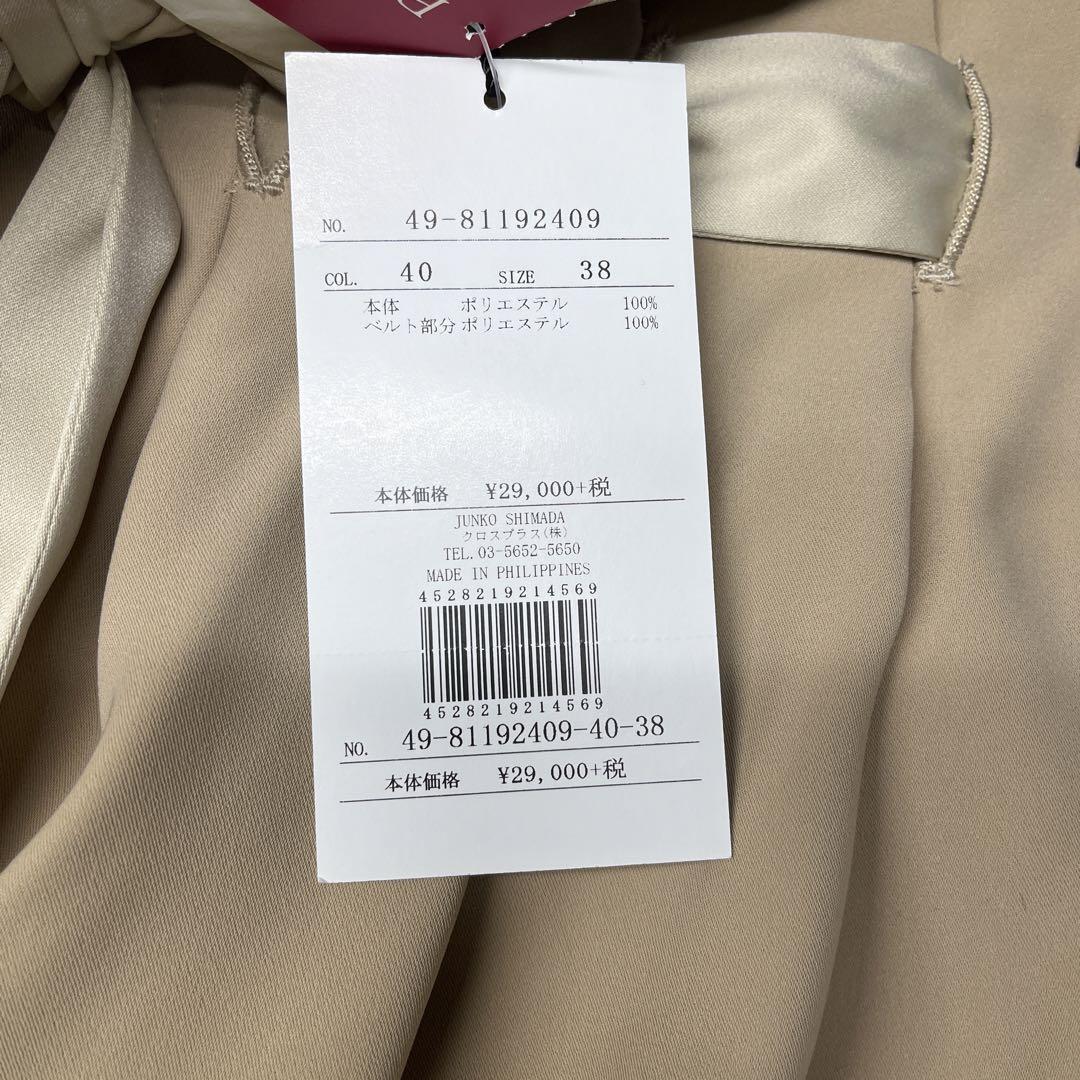 NO. 49-81192409
COL. 40 SIZE 38
本体 ポリエステル 100%
ベルト部分 ポリエステル 100%
本体価格 ¥29,000+税
JUNKO SHIMADA
クロスプラス(株)
TEL. 03-5652-5650
MADE IN PHILIPPINES
4528219214569
4528219214569
NO. 49-81192409-40-38
本体価格 ¥29,000+税